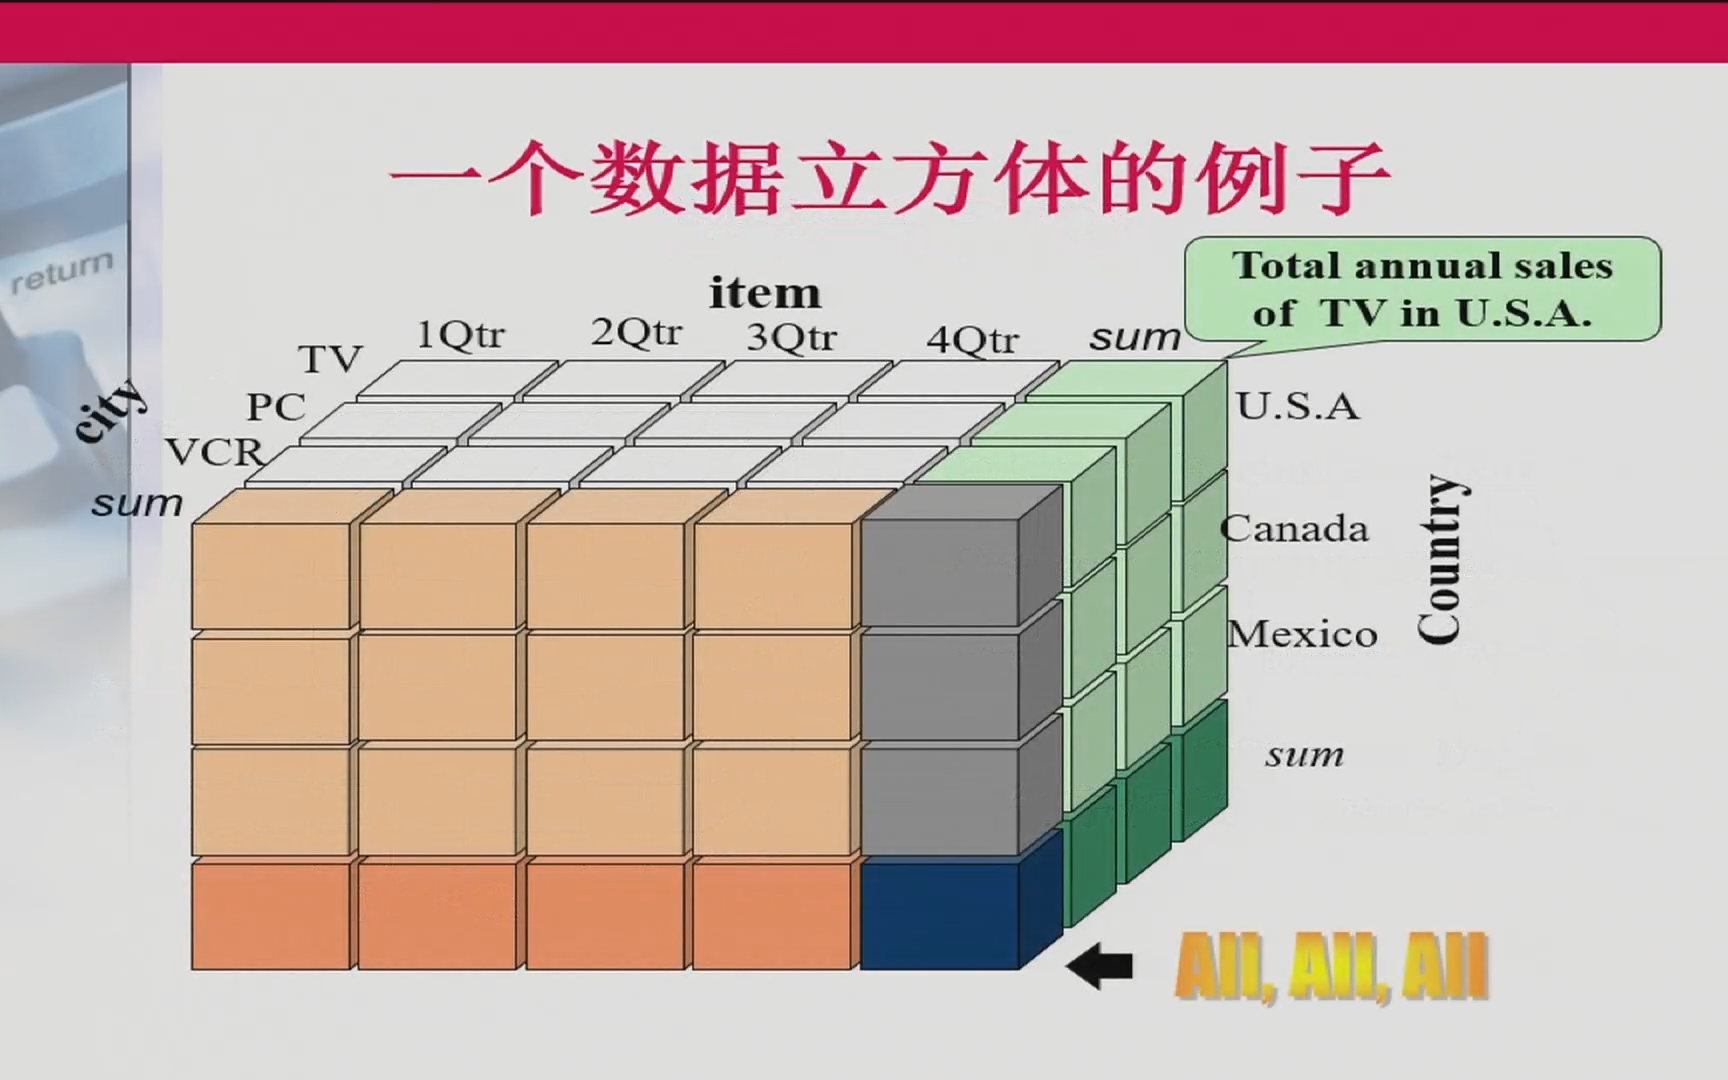 一个数据立方体的例子
return
Total annual sales
of TV in U.S.A.
item
1Qtr 2Qtr 3Qtr 4Qtr sum
TV
PC
VCR
sum
city
U.S.A
Canada
Mexico
sum
Country
All, All, All